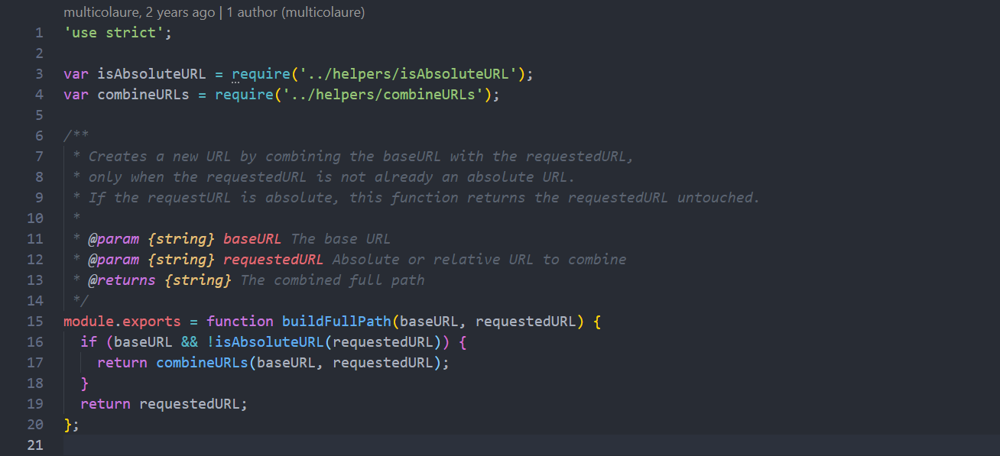 multicolaure, 2 years ago | 1 author (multicolaure)
1 'use strict';
2
3 var isAbsoluteURL = require('../helpers/isAbsoluteURL');
4 var combineURLs = require('../helpers/combineURLs');
5
6 /**
7  * Creates a new URL by combining the baseURL with the requestedURL,
8  * only when the requestedURL is not already an absolute URL.
9  * If the requestURL is absolute, this function returns the requestedURL untouched.
10  *
11  * @param {string} baseURL The base URL
12  * @param {string} requestedURL Absolute or relative URL to combine
13  * @returns {string} The combined full path
14  */
15 module.exports = function buildFullPath(baseURL, requestedURL) {
16   if (baseURL && !isAbsoluteURL(requestedURL)) {
17     return combineURLs(baseURL, requestedURL);
18   }
19   return requestedURL;
20 };
21